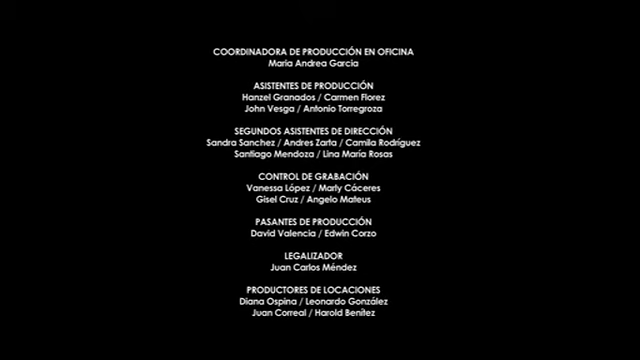 COORDINADORA DE PRODUCCIÓN EN OFICINA
Maria Andrea Garcia
ASISTENTES DE PRODUCCIÓN
Hanzel Granados / Carmen Florez
John Vesga / Antonio Torregroza
SEGUNDOS ASISTENTES DE DIRECCIÓN
Sandra Sanchez / Andres Zarta / Camila Rodríguez
Santiago Mendoza / Lina María Rosas
CONTROL DE GRABACIÓN
Vanessa López / Marly Cáceres
Gisel Cruz / Angelo Mateus
PASANTES DE PRODUCCIÓN
David Valencia / Edwin Corzo
LEGALIZADOR
Juan Carlos Méndez
PRODUCTORES DE LOCACIONES
Diana Ospina / Leonardo González
Juan Correal / Harold Benítez